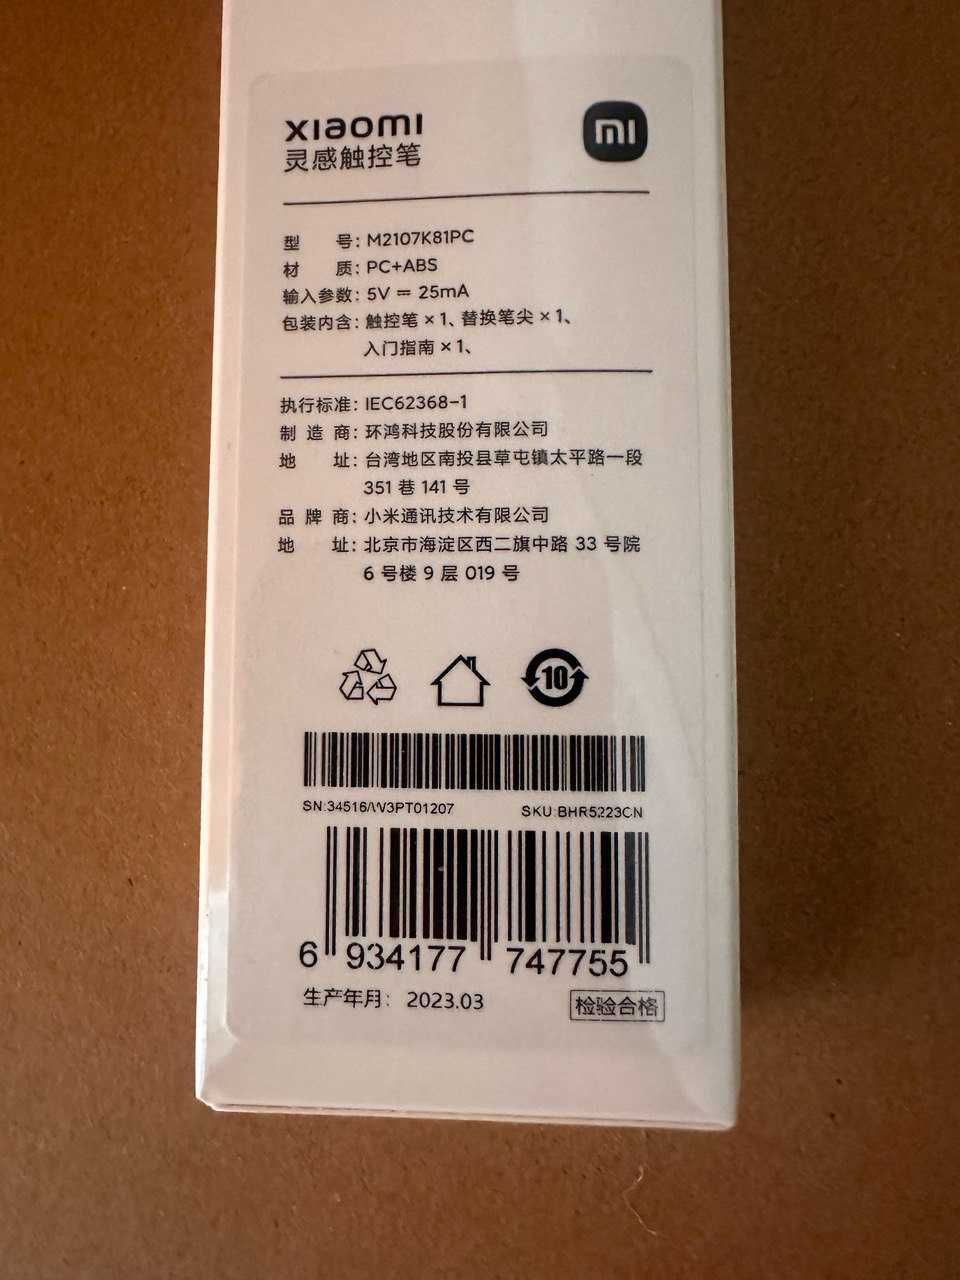 xiaomi
灵感触控笔
mi
型 号: M2107K81PC
材 质: PC+ABS
输入参数: 5V ⎓ 25mA
包装内含: 触控笔 × 1、替换笔尖 × 1、
入门指南 × 1、
执行标准: IEC62368-1
制 造 商: 环鸿科技股份有限公司
地 址: 台湾地区南投县草屯镇太平路一段
351 巷 141 号
品 牌 商: 小米通讯技术有限公司
地 址: 北京市海淀区西二旗中路 33 号院
6 号楼 9 层 019 号
10
SN:34516/W3PT01207 SKU:BHR5223CN
6 934177 747755
生产年月: 2023.03 检验合格